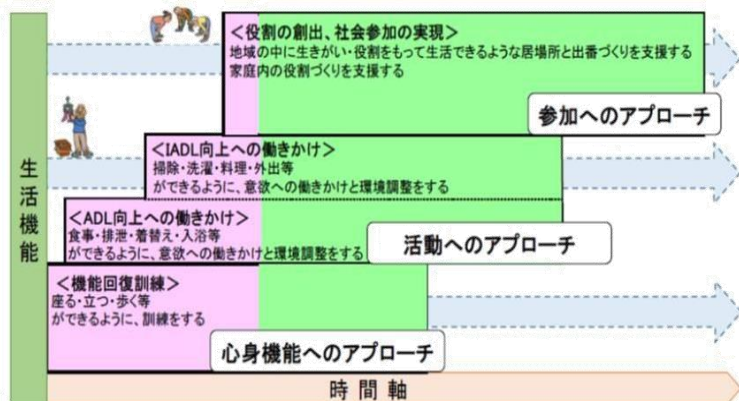 ＜役割の創出、社会参加の実現＞
地域の中に生きがい・役割をもって生活できるような居場所と出番づくりを支援する
家庭内の役割づくりを支援する
参加へのアプローチ
＜IADL向上への働きかけ＞
掃除・洗濯・料理・外出等
ができるように、意欲への働きかけと環境調整をする
＜ADL向上への働きかけ＞
食事・排泄・着替え・入浴等
ができるように、意欲への働きかけと環境調整をする
活動へのアプローチ
＜機能回復訓練＞
座る・立つ・歩く等
ができるように、訓練をする
心身機能へのアプローチ
生活機能
時間軸